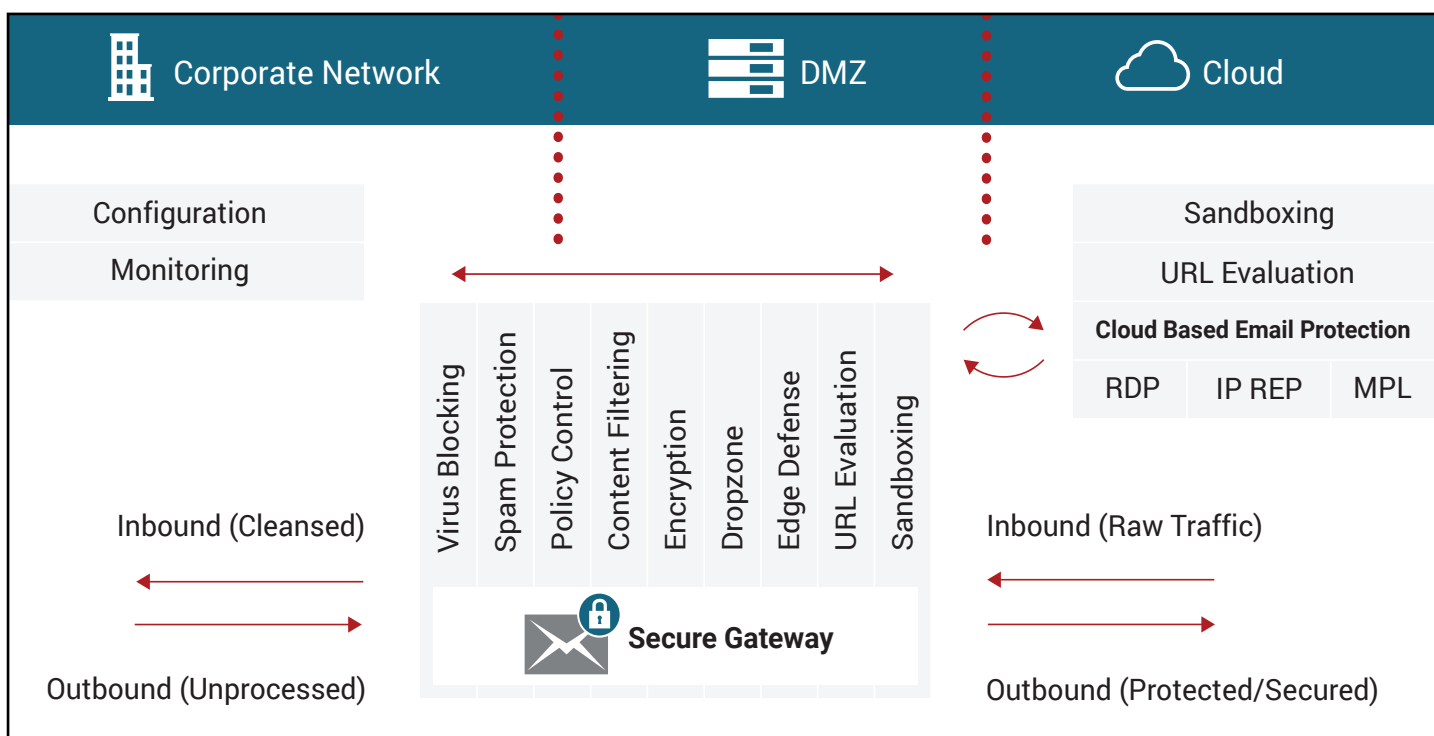 Corporate Network
DMZ
Cloud
Configuration
Monitoring
Sandboxing
URL Evaluation
Cloud Based Email Protection
RDP
IP REP
MPL
Virus Blocking
Spam Protection
Policy Control
Content Filtering
Encryption
Dropzone
Edge Defense
URL Evaluation
Sandboxing
Inbound (Cleansed)
Inbound (Raw Traffic)
Secure Gateway
Outbound (Unprocessed)
Outbound (Protected/Secured)